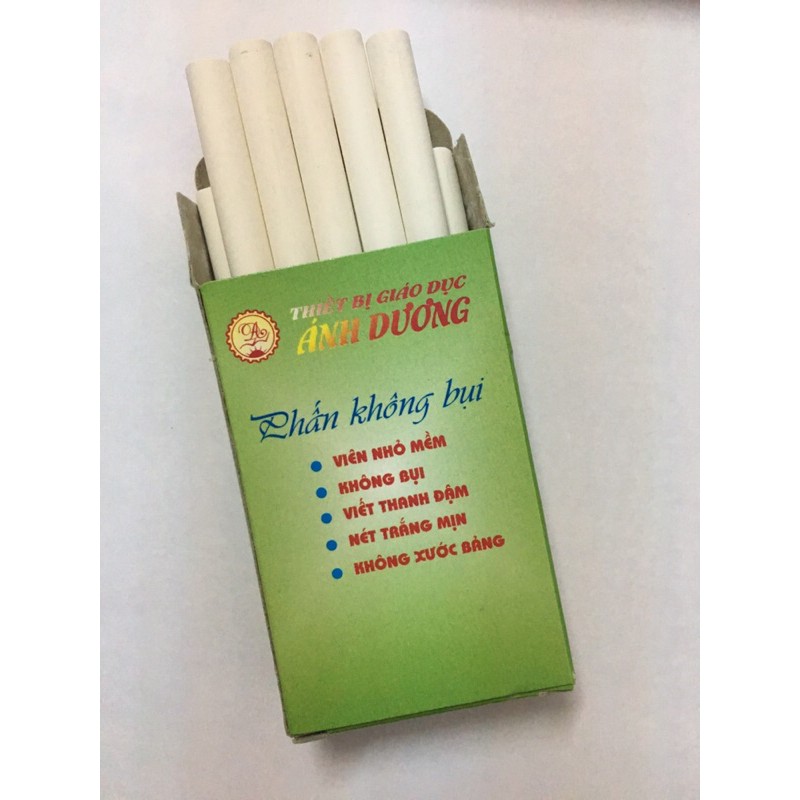 THIẾT BỊ GIÁO DỤC
ÁNH DƯƠNG
Phấn không bụi
VIÊN NHỎ MỀM
KHÔNG BỤI
VIẾT THANH ĐẬM
NÉT TRẮNG MỊN
KHÔNG XƯỚC BẢNG